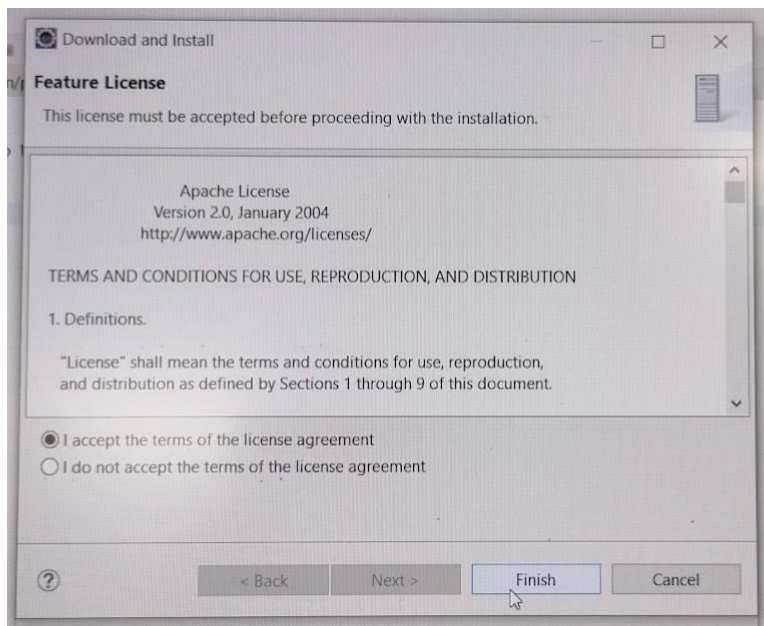 Download and Install
Feature License
This license must be accepted before proceeding with the installation.
Apache License
Version 2.0, January 2004
http://www.apache.org/licenses/
TERMS AND CONDITIONS FOR USE, REPRODUCTION, AND DISTRIBUTION
1. Definitions.
"License" shall mean the terms and conditions for use, reproduction,
and distribution as defined by Sections 1 through 9 of this document.
I accept the terms of the license agreement
I do not accept the terms of the license agreement
? < Back Next > Finish Cancel